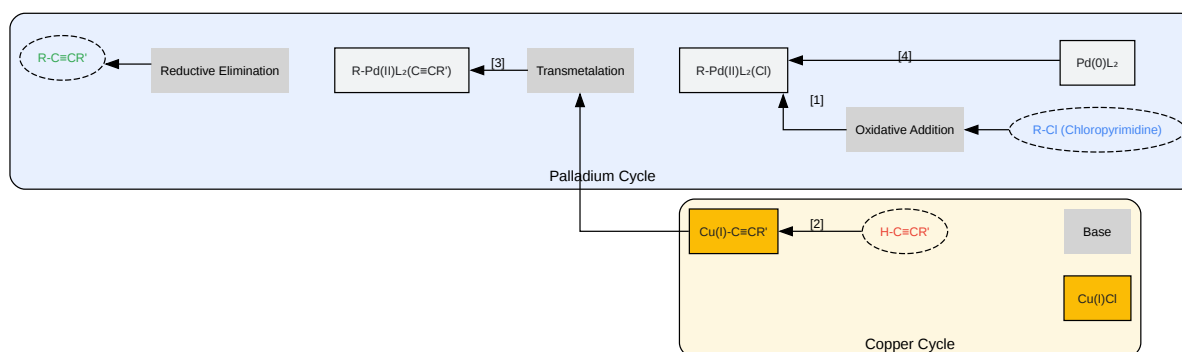 R-C≡CR'
Reductive Elimination
R-Pd(II)L₂(C≡CR')
[3]
Transmetalation
R-Pd(II)L₂(Cl)
[4]
Pd(0)L₂
[1]
Oxidative Addition
R-Cl (Chloropyrimidine)
Palladium Cycle
Cu(I)-C≡CR'
[2]
H-C≡CR'
Base
Cu(I)Cl
Copper Cycle